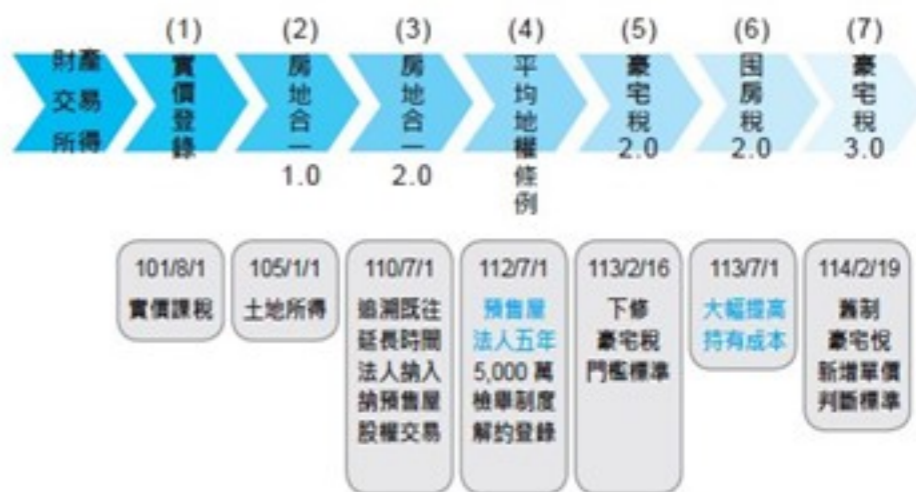 財產
交易
所得
(1)
實價登錄
(2)
房地合一
1.0
(3)
房地合一
2.0
(4)
平均地權條例
(5)
豪宅稅
2.0
(6)
囤房稅
2.0
(7)
豪宅稅
3.0
101/8/1
實價課稅
105/1/1
土地所得
110/7/1
追溯既往
延長時間
法人納入
納預售屋
股權交易
112/7/1
預售屋
法人五年
5,000 萬
檢舉制度
解約登錄
113/2/16
下修
豪宅稅
門檻標準
113/7/1
大幅提高
持有成本
114/2/19
舊制
豪宅悅
新增單價
判斷標準